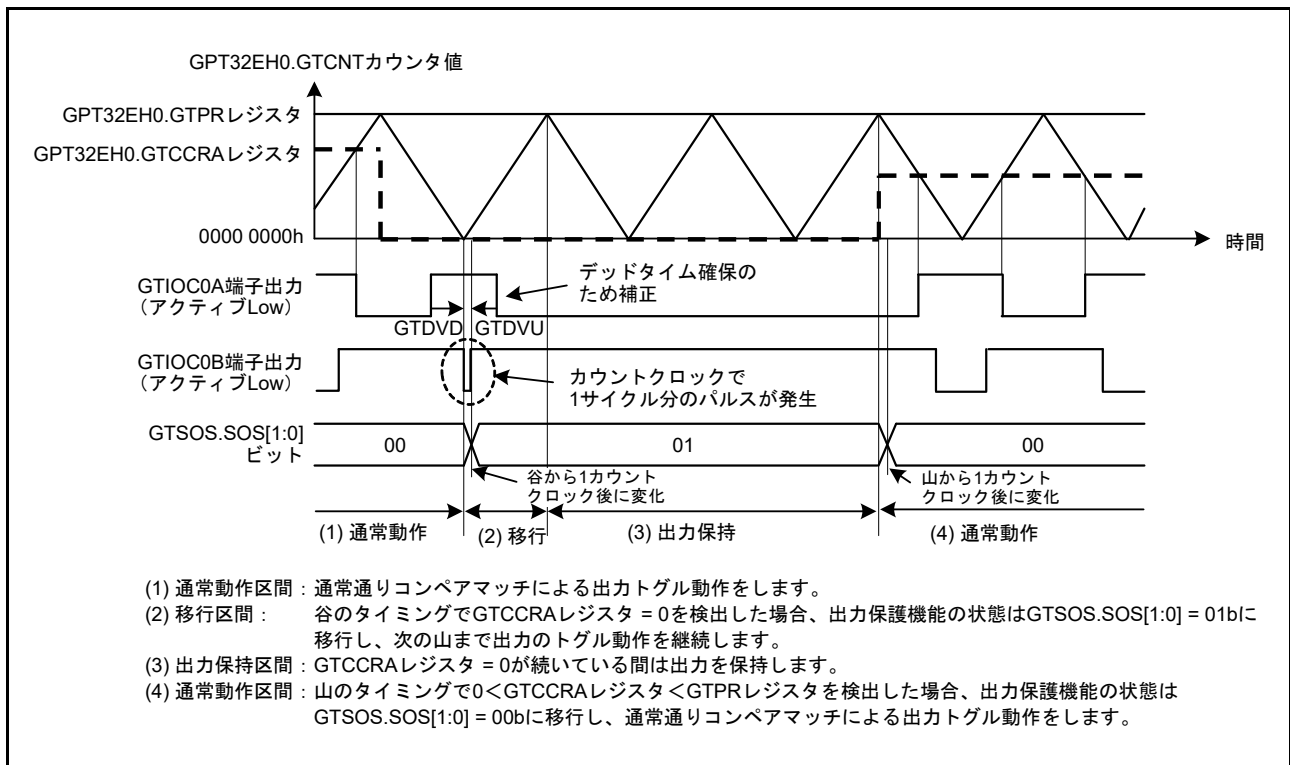 GPT32EH0.GTCNTカウンタ値
GPT32EH0.GTPRレジスタ
GPT32EH0.GTCCRAレジスタ
0000 0000h
時間
GTIOC0A端子出力
（アクティブLow）
デッドタイム確保の
ため補正
GTDVD
GTDVU
GTIOC0B端子出力
（アクティブLow）
カウントクロックで
1サイクル分のパルスが発生
GTSOS.SOS[1:0]
ビット
00
01
00
谷から1カウント
クロック後に変化
山から1カウント
クロック後に変化
(1) 通常動作
(2) 移行
(3) 出力保持
(4) 通常動作
(1) 通常動作区間：通常通りコンペアマッチによる出力トグル動作をします。
(2) 移行区間： 谷のタイミングでGTCCRAレジスタ = 0を検出した場合、出力保護機能の状態はGTSOS.SOS[1:0] = 01bに
移行し、次の山まで出力のトグル動作を継続します。
(3) 出力保持区間：GTCCRAレジスタ = 0が続いている間は出力を保持します。
(4) 通常動作区間：山のタイミングで0＜GTCCRAレジスタ＜GTPRレジスタを検出した場合、出力保護機能の状態は
GTSOS.SOS[1:0] = 00bに移行し、通常通りコンペアマッチによる出力トグル動作をします。